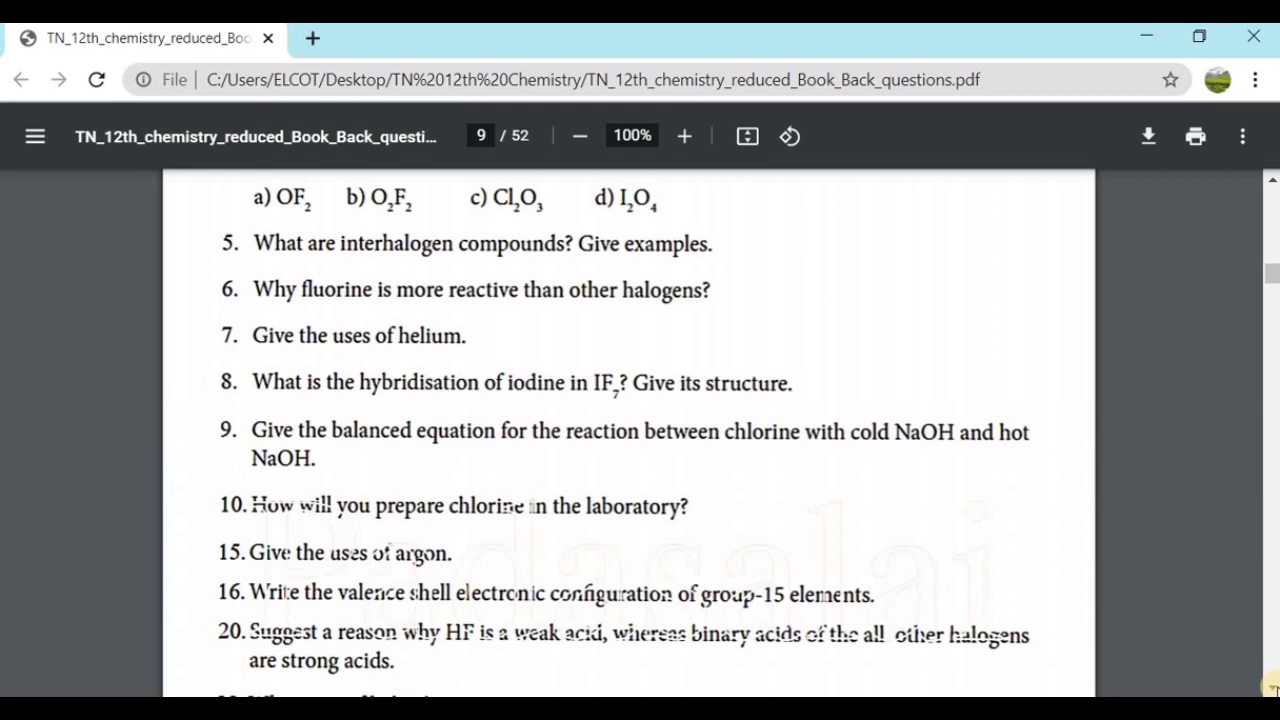 TN_12th_chemistry_reduced_Boo
File | C:/Users/ELCOT/Desktop/TN%2012th%20Chemistry/TN_12th_chemistry_reduced_Book_Back_questions.pdf
TN_12th_chemistry_reduced_Book_Back_questi... 9 / 52 100%
a) OF₂ b) O₂F₂ c) Cl₂O₃ d) I₂O₄
5. What are interhalogen compounds? Give examples.
6. Why fluorine is more reactive than other halogens?
7. Give the uses of helium.
8. What is the hybridisation of iodine in IF₇? Give its structure.
9. Give the balanced equation for the reaction between chlorine with cold NaOH and hot
NaOH.
10. How will you prepare chlorine in the laboratory?
15. Give the uses of argon.
16. Write the valence shell electronic configuration of group-15 elements.
Padasalai
20. Suggest a reason why HF is a weak acid, whereas binary acids of the all other halogens
are strong acids.